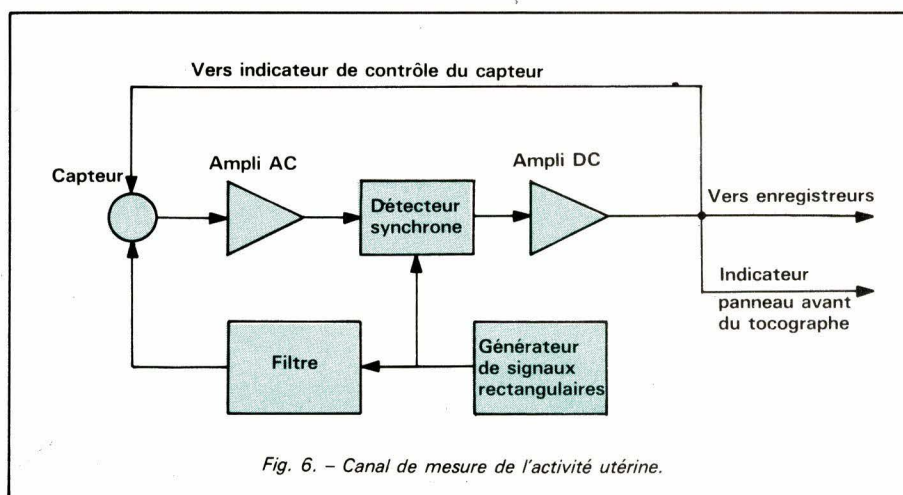 Vers indicateur de contrôle du capteur
Capteur
Ampli AC
Détecteur
synchrone
Ampli DC
Vers enregistreurs
Indicateur
panneau avant
du tocographe
Filtre
Générateur
de signaux
rectangulaires
Fig. 6. – Canal de mesure de l'activité utérine.